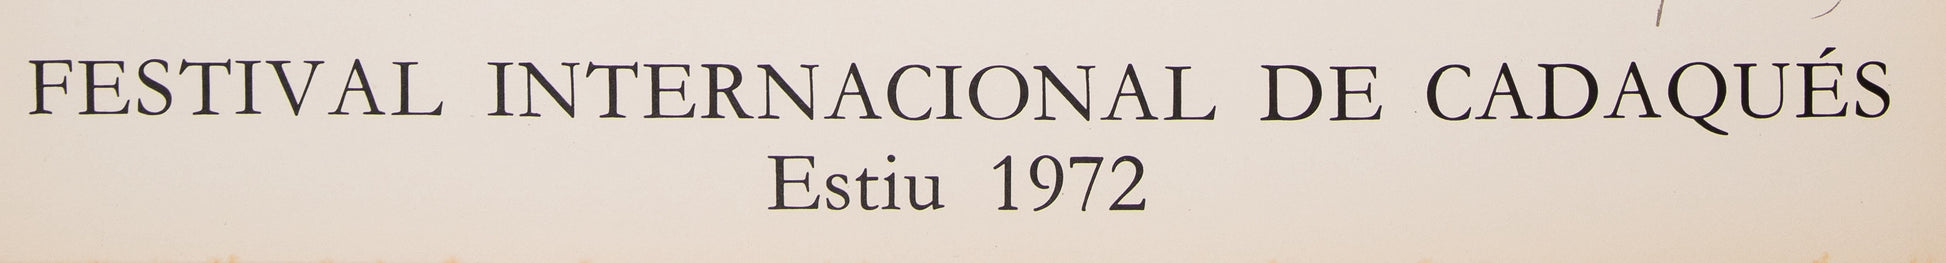 FESTIVAL INTERNACIONAL DE CADAQUÉS
Estiu 1972